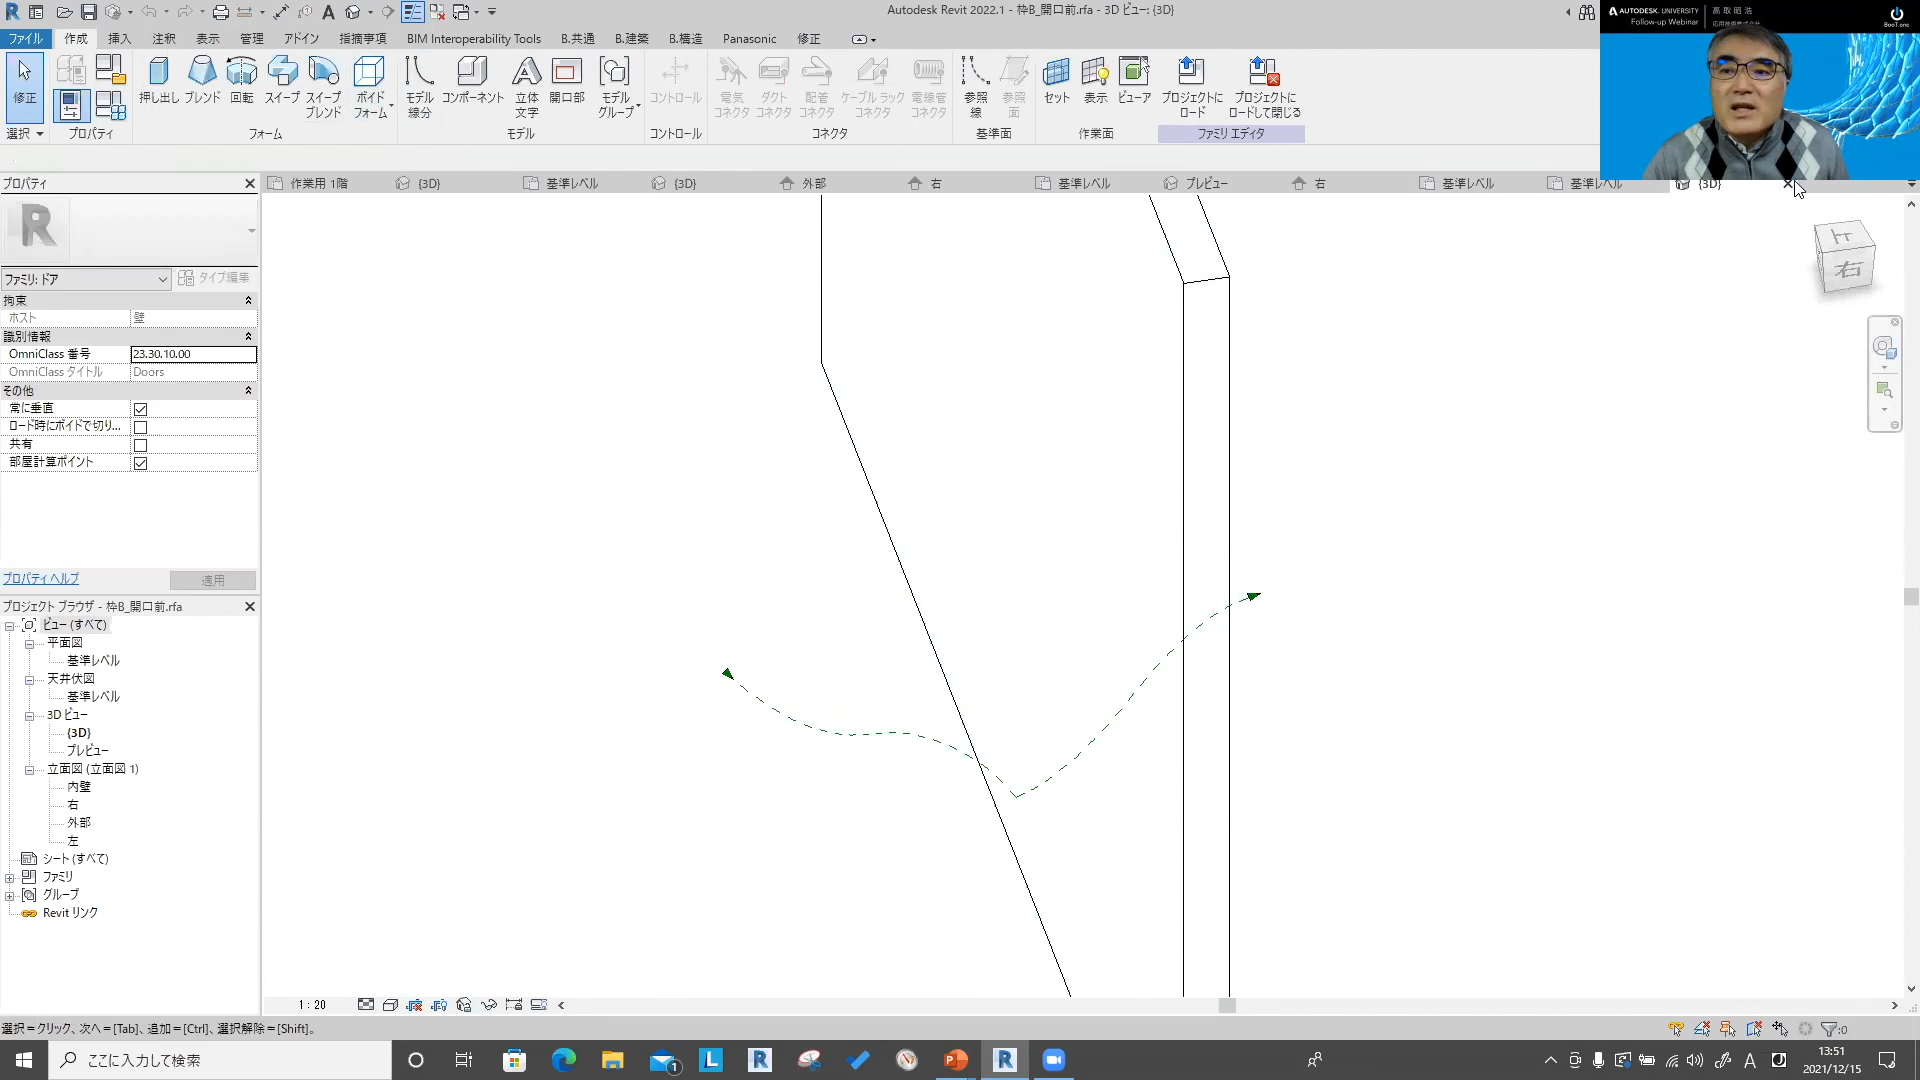 Autodesk Revit 2022.1 - 枠B_開口前.rfa - 3D ビュー: {3D}
AUTODESK. UNIVERSITY
Follow-up Webinar
高 取 昭 浩
応用技術株式会社
BooT.one
ファイル 作成 挿入 注釈 表示 管理 アドイン 指摘事項 BIM Interoperability Tools B.共通 B.建築 B.構造 Panasonic 修正
修正
押し出し ブレンド 回転 スイープ スイープ ブレンド ボイド フォーム
モデル 線分 コンポーネント 立体 文字 開口部 モデル グループ
コントロール
電気 コネクタ ダクト コネクタ 配管 コネクタ ケーブル ラック コネクタ 電線管 コネクタ
参照 線 参照 面
セット 表示 ビューア
プロジェクトに ロード プロジェクトに ロードして閉じる
選択 プロパティ フォーム モデル コントロール コネクタ 基準面 作業面 ファミリ エディタ
プロパティ
作業用 1階 {3D} 基準レベル {3D} 外部 右 基準レベル プレビュー 右 基準レベル 基準レベル {3D}
ファミリ: ドア
タイプ編集
拘束
ホスト 壁
識別情報
OmniClass 番号 23.30.10.00
OmniClass タイトル Doors
その他
常に垂直
ロード時にボイドで切り...
共有
部屋計算ポイント
プロパティ ヘルプ 適用
プロジェクト ブラウザ - 枠B_開口前.rfa
ビュー (すべて)
平面図
基準レベル
天井伏図
基準レベル
3D ビュー
{3D}
プレビュー
立面図 (立面図 1)
内壁
右
外部
左
シート (すべて)
ファミリ
グループ
Revit リンク
上
右
1 : 20
選択＝クリック、次へ＝[Tab]、追加＝[Ctrl]、選択解除＝[Shift]。
:0
ここに入力して検索
1
A
13:51
2021/12/15